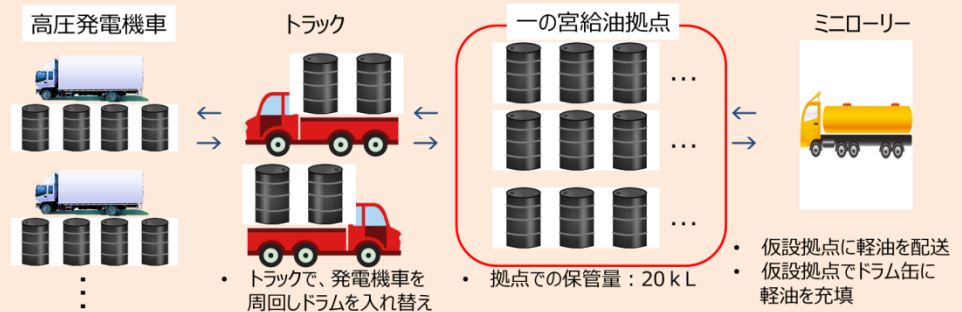 高圧発電機車
トラック
一の宮給油拠点
ミニローリー
…
…
…
⋮
• トラックで、発電機車を
周回しドラムを入れ替え
• 拠点での保管量：20ｋL
• 仮設拠点に軽油を配送
• 仮設拠点でドラム缶に
軽油を充填